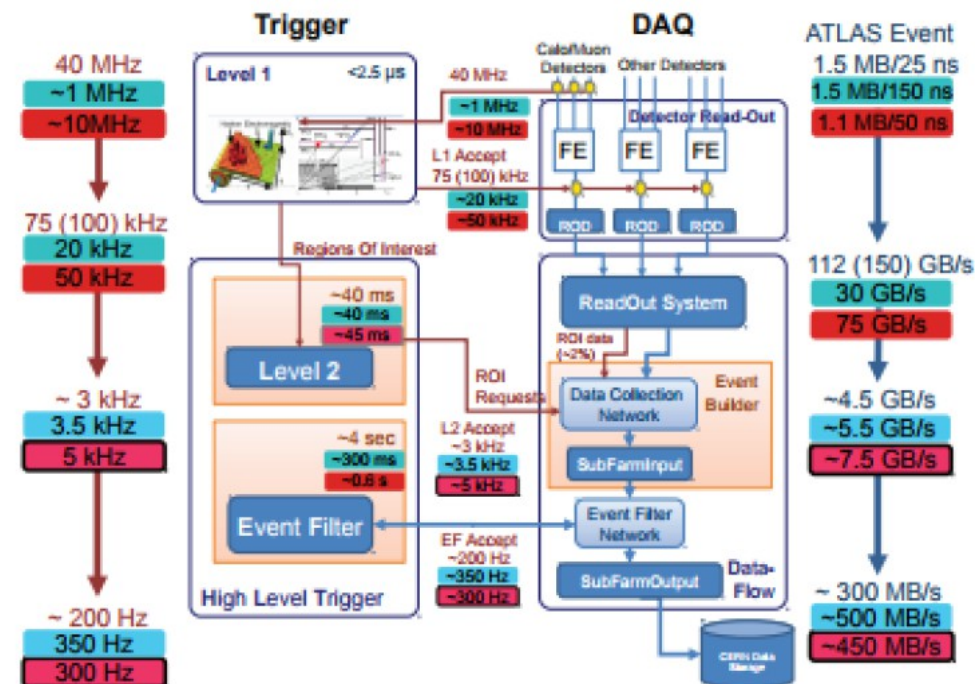 Trigger
DAQ
ATLAS Event
40 MHz
~1 MHz
~10MHz
75 (100) kHz
20 kHz
50 kHz
~ 3 kHz
3.5 kHz
5 kHz
~ 200 Hz
350 Hz
300 Hz
Level 1
<2.5 µs
Regions Of Interest
~40 ms
~40 ms
~45 ms
Level 2
~4 sec
~300 ms
~0.6 s
Event Filter
High Level Trigger
40 MHz
~1 MHz
~10 MHz
L1 Accept
75 (100) kHz
~20 kHz
~50 kHz
ROI
Requests
L2 Accept
~3 kHz
~3.5 kHz
~5 kHz
EF Accept
~200 Hz
~350 Hz
~300 Hz
Calo/Muon
Detectors
Other Detectors
Detector Read-Out
FE
FE
FE
ROD
ROD
ROD
ReadOut System
ROI data
(~2%)
Event
Builder
Data Collection
Network
SubFarmInput
Event Filter
Network
SubFarmOutput
Data-
Flow
CERN Data
Storage
1.5 MB/25 ns
1.5 MB/150 ns
1.1 MB/50 ns
112 (150) GB/s
30 GB/s
75 GB/s
~4.5 GB/s
~5.5 GB/s
~7.5 GB/s
~ 300 MB/s
~500 MB/s
~450 MB/s